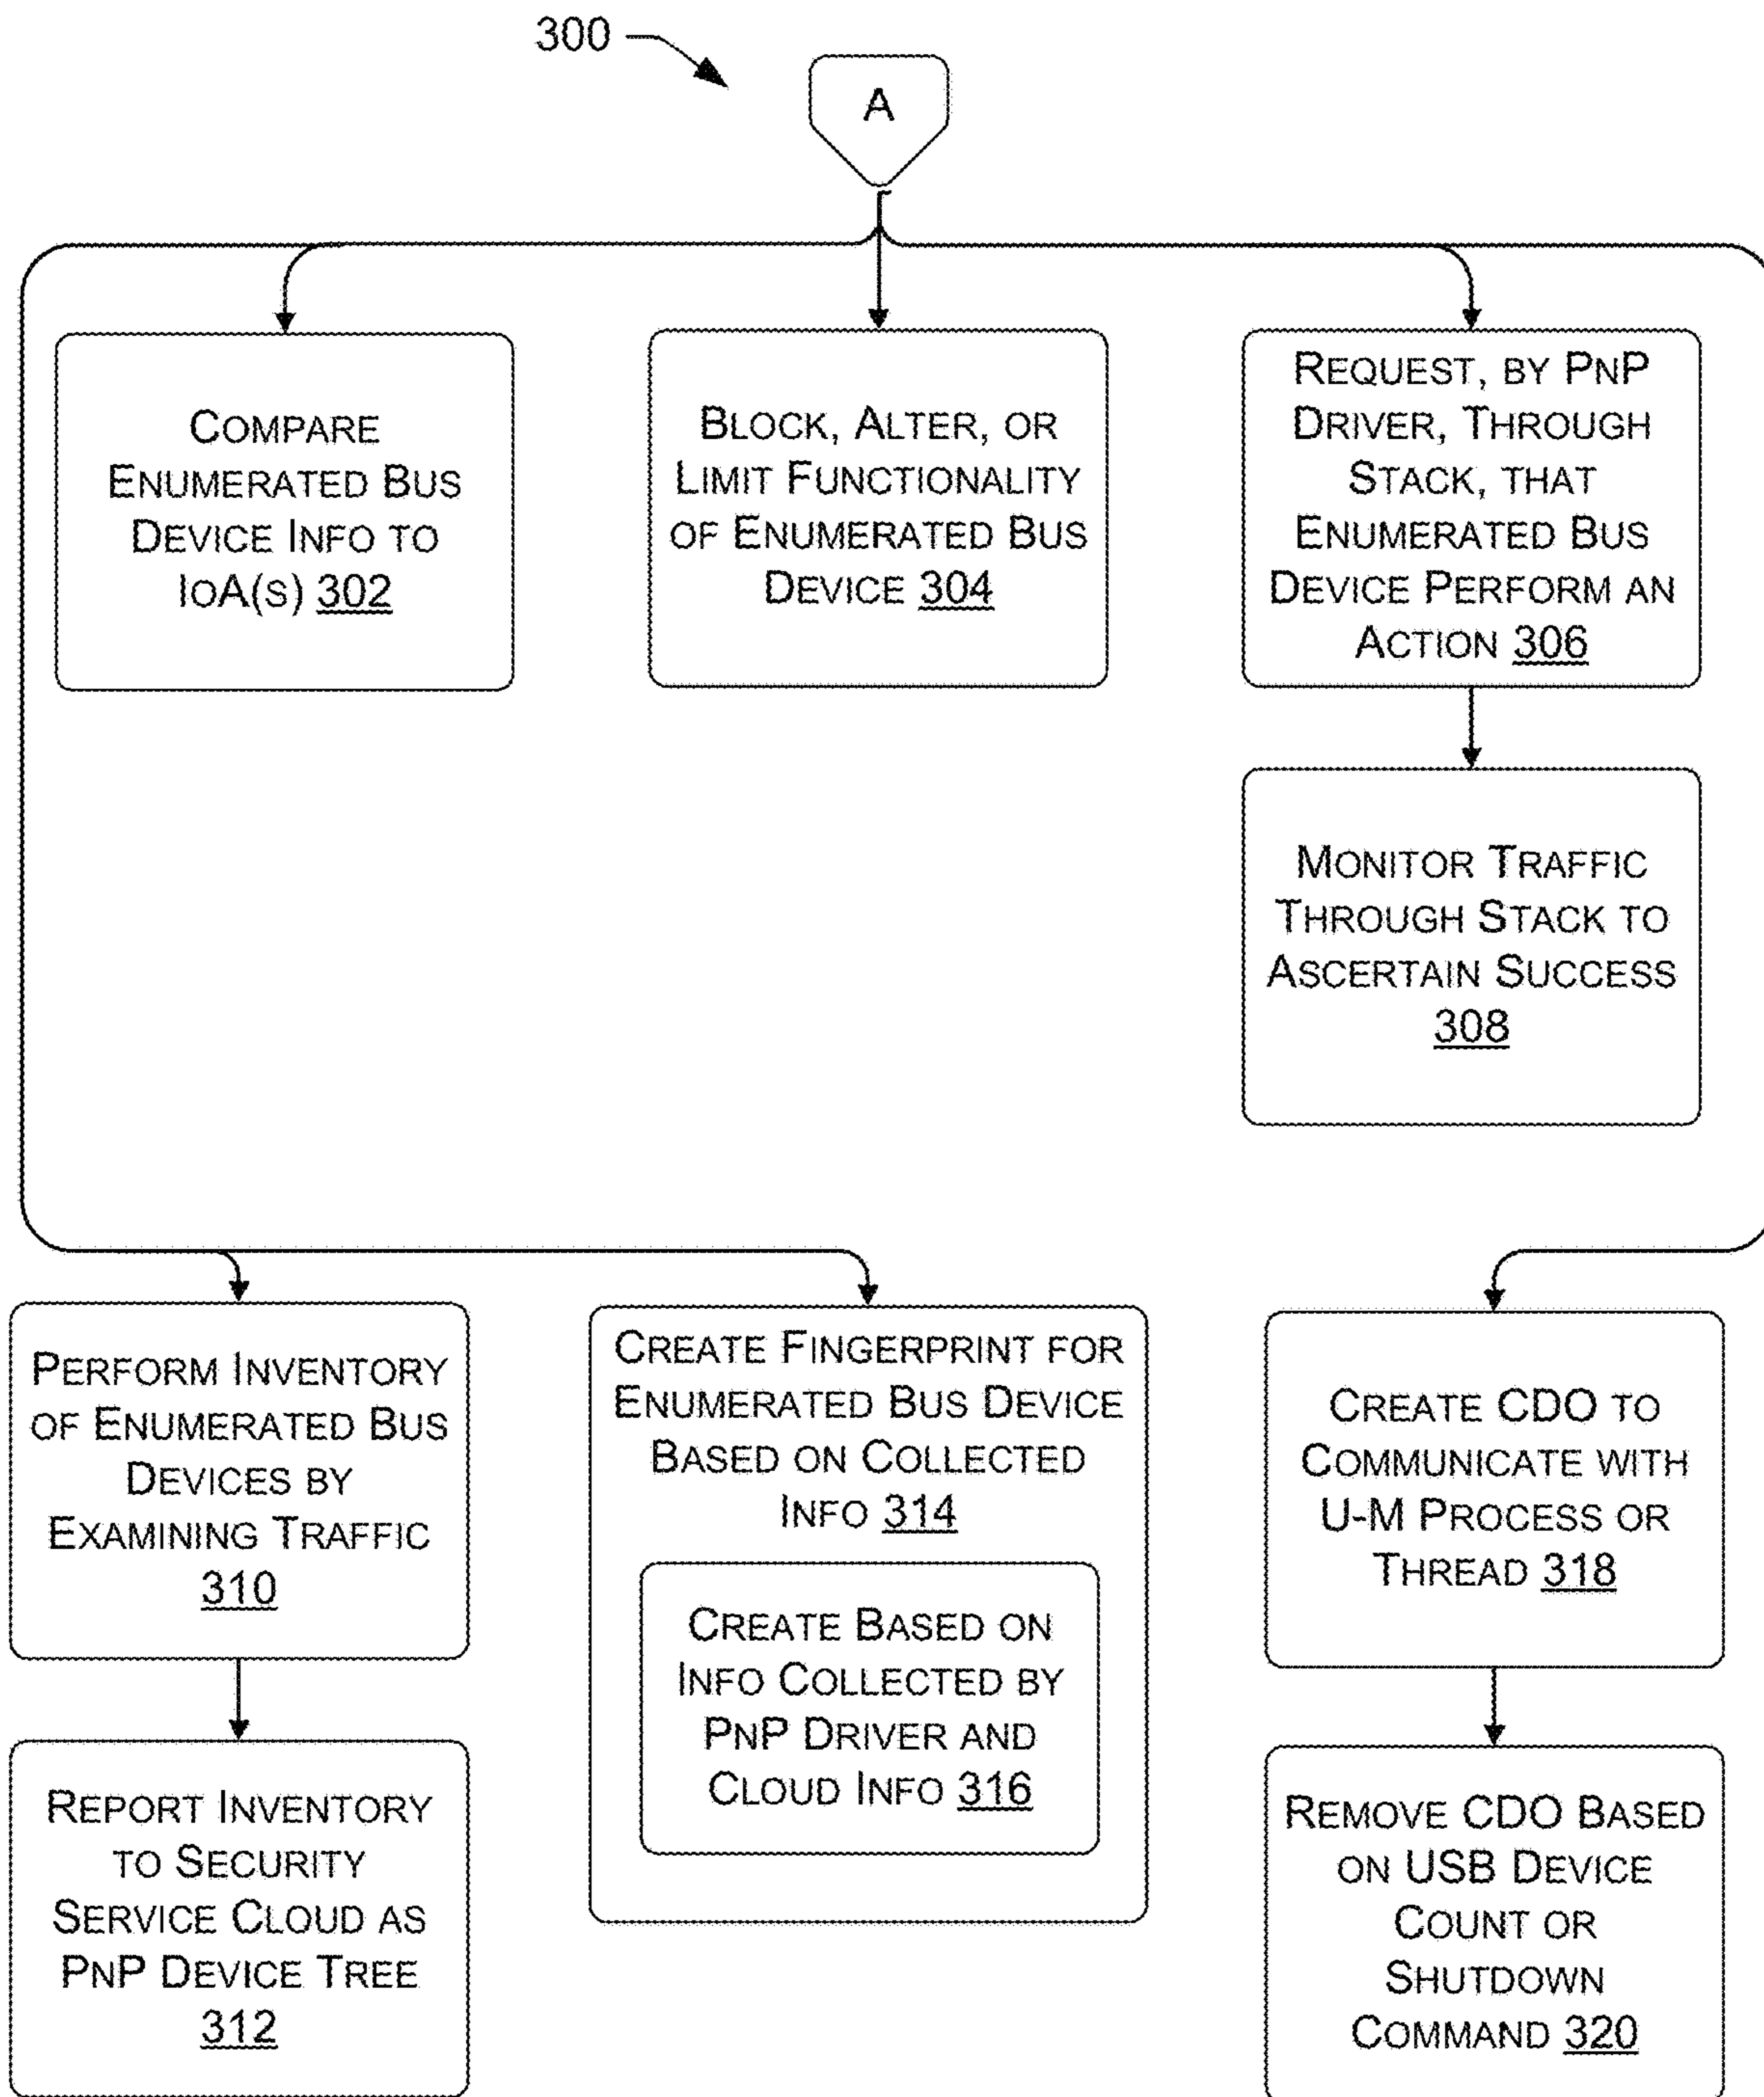 300
A
COMPARE
ENUMERATED BUS
DEVICE INFO TO
IOA(S) 302
BLOCK, ALTER, OR
LIMIT FUNCTIONALITY
OF ENUMERATED BUS
DEVICE 304
REQUEST, BY PNP
DRIVER, THROUGH
STACK, THAT
ENUMERATED BUS
DEVICE PERFORM AN
ACTION 306
MONITOR TRAFFIC
THROUGH STACK TO
ASCERTAIN SUCCESS
308
PERFORM INVENTORY
OF ENUMERATED BUS
DEVICES BY
EXAMINING TRAFFIC
310
CREATE FINGERPRINT FOR
ENUMERATED BUS DEVICE
BASED ON COLLECTED
INFO 314
CREATE BASED ON
INFO COLLECTED BY
PNP DRIVER AND
CLOUD INFO 316
CREATE CDO TO
COMMUNICATE WITH
U-M PROCESS OR
THREAD 318
REPORT INVENTORY
TO SECURITY
SERVICE CLOUD AS
PNP DEVICE TREE
312
REMOVE CDO BASED
ON USB DEVICE
COUNT OR
SHUTDOWN
COMMAND 320